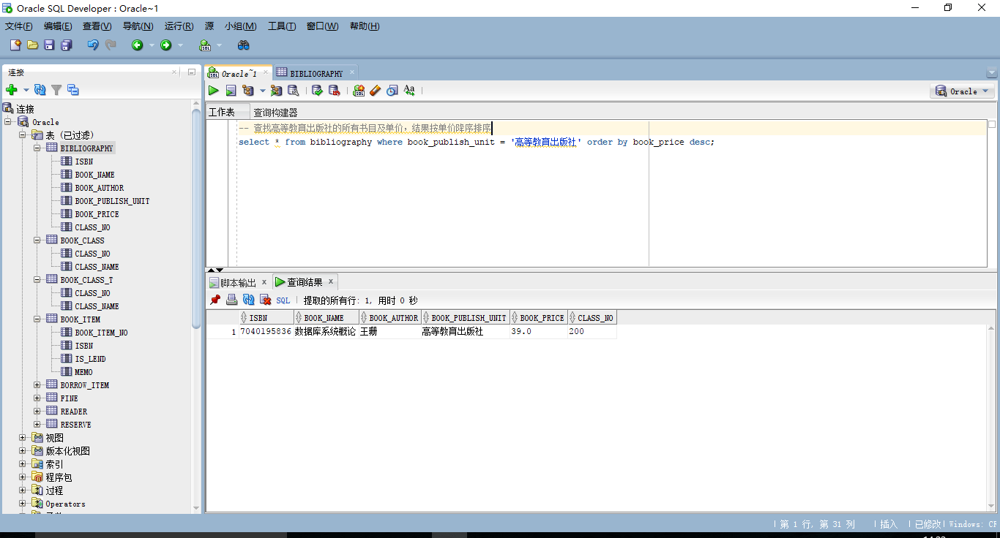 Oracle SQL Developer : Oracle~1
文件(F) 编辑(E) 查看(V) 导航(N) 运行(R) 源 小组(M) 工具(T) 窗口(W) 帮助(H)
连接
Oracle~1 BIBLIOGRAPHY
Oracle
工作表 查询构建器
连接
Oracle
表 (已过滤)
BIBLIOGRAPHY
ISBN
BOOK_NAME
BOOK_AUTHOR
BOOK_PUBLISH_UNIT
BOOK_PRICE
CLASS_NO
BOOK_CLASS
CLASS_NO
CLASS_NAME
BOOK_CLASS_T
CLASS_NO
CLASS_NAME
BOOK_ITEM
BOOK_ITEM_NO
ISBN
IS_LEND
MEMO
BORROW_ITEM
FINE
READER
RESERVE
视图
版本化视图
索引
程序包
过程
Operators
-- 查找高等教育出版社的所有书目及单价，结果按单价降序排序
select * from bibliography where book_publish_unit = '高等教育出版社' order by book_price desc;
脚本输出 x 查询结果 x
SQL 提取的所有行: 1, 用时 0 秒
ISBN BOOK_NAME BOOK_AUTHOR BOOK_PUBLISH_UNIT BOOK_PRICE CLASS_NO
1 7040195836 数据库系统概论 王珊 高等教育出版社 39.0 200
第 1 行, 第 31 列 插入 已修改 Windows: CF